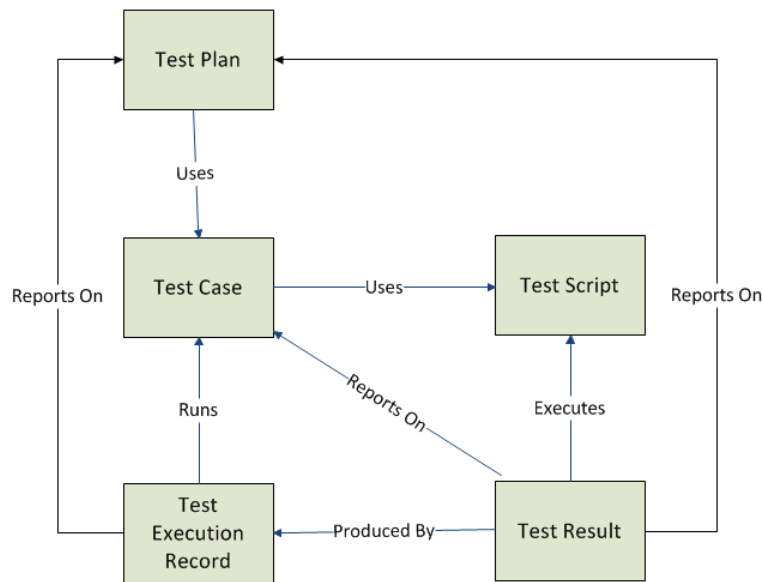 Test Plan
Uses
Test Case
Uses
Test Script
Reports On
Reports On
Reports On
Runs
Executes
Test
Execution
Record
Produced By
Test Result